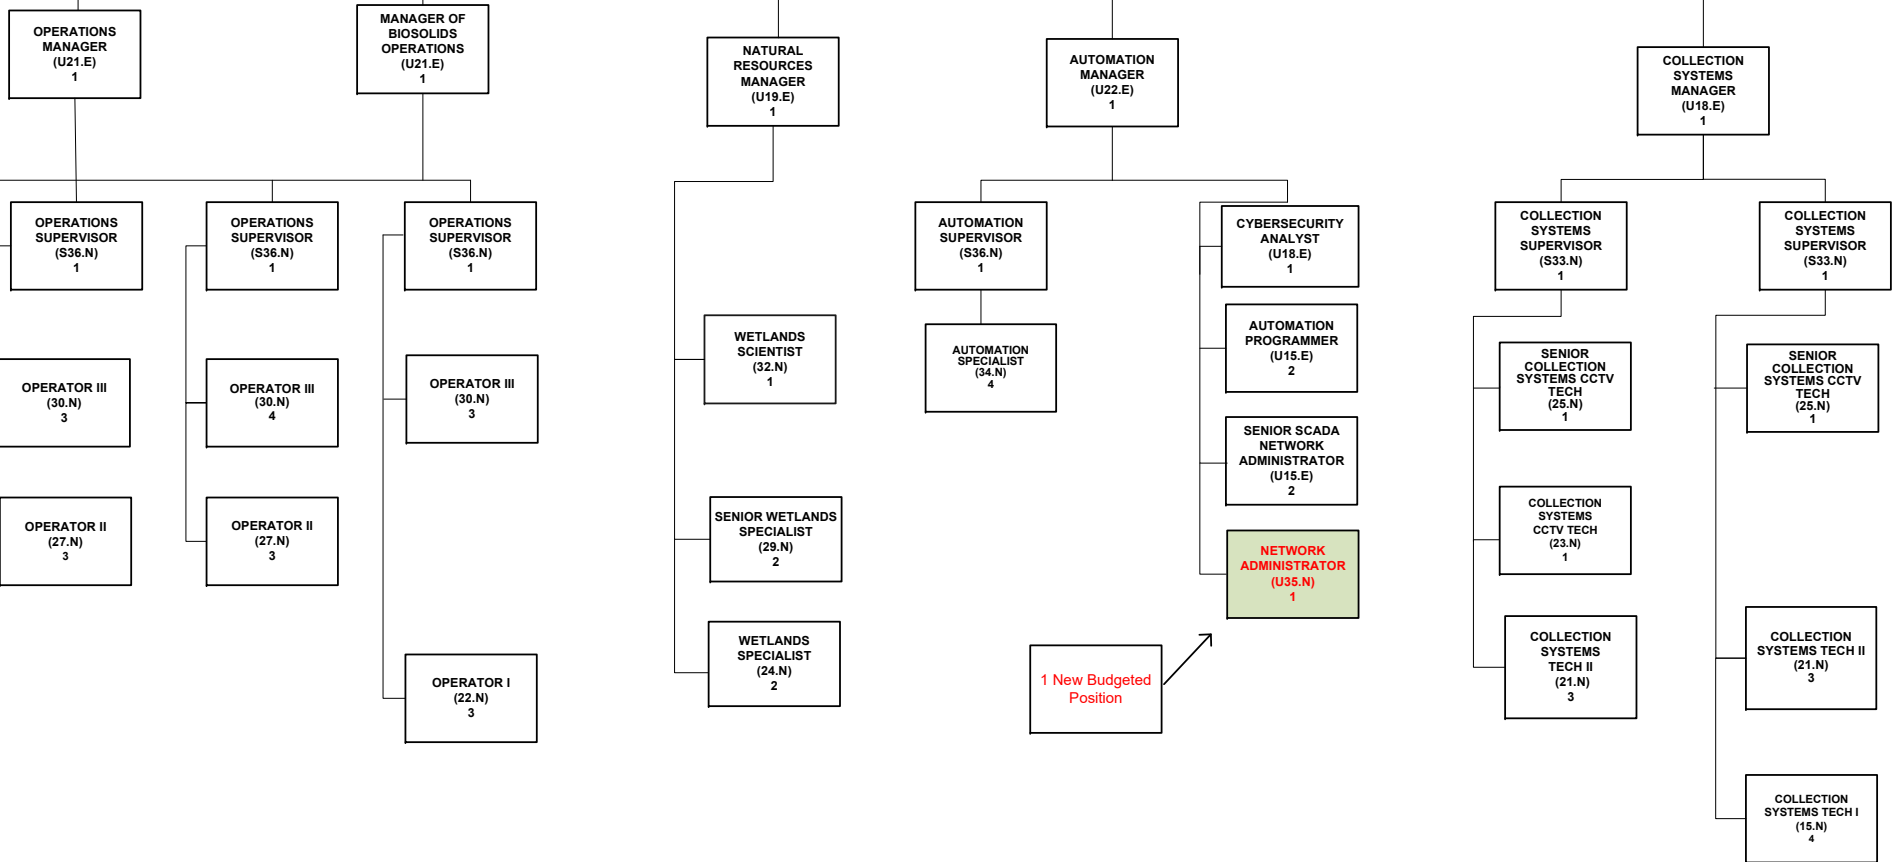 OPERATIONS
MANAGER
(U21.E)
1
MANAGER OF
BIOSOLIDS
OPERATIONS
(U21.E)
1
NATURAL
RESOURCES
MANAGER
(U19.E)
1
AUTOMATION
MANAGER
(U22.E)
1
COLLECTION
SYSTEMS
MANAGER
(U18.E)
1
OPERATIONS
SUPERVISOR
(S36.N)
1
OPERATIONS
SUPERVISOR
(S36.N)
1
OPERATIONS
SUPERVISOR
(S36.N)
1
AUTOMATION
SUPERVISOR
(S36.N)
1
CYBERSECURITY
ANALYST
(U18.E)
1
COLLECTION
SYSTEMS
SUPERVISOR
(S33.N)
1
COLLECTION
SYSTEMS
SUPERVISOR
(S33.N)
1
OPERATOR III
(30.N)
3
OPERATOR III
(30.N)
4
OPERATOR III
(30.N)
3
WETLANDS
SCIENTIST
(32.N)
1
AUTOMATION
SPECIALIST
(34.N)
4
AUTOMATION
PROGRAMMER
(U15.E)
2
SENIOR
COLLECTION
SYSTEMS CCTV
TECH
(25.N)
1
SENIOR
COLLECTION
SYSTEMS CCTV
TECH
(25.N)
1
SENIOR SCADA
NETWORK
ADMINISTRATOR
(U15.E)
2
OPERATOR II
(27.N)
3
OPERATOR II
(27.N)
3
SENIOR WETLANDS
SPECIALIST
(29.N)
2
COLLECTION
SYSTEMS
CCTV TECH
(23.N)
1
NETWORK
ADMINISTRATOR
(U35.N)
1
OPERATOR I
(22.N)
3
WETLANDS
SPECIALIST
(24.N)
2
1 New Budgeted
Position
COLLECTION
SYSTEMS
TECH II
(21.N)
3
COLLECTION
SYSTEMS TECH II
(21.N)
3
COLLECTION
SYSTEMS TECH I
(15.N)
4